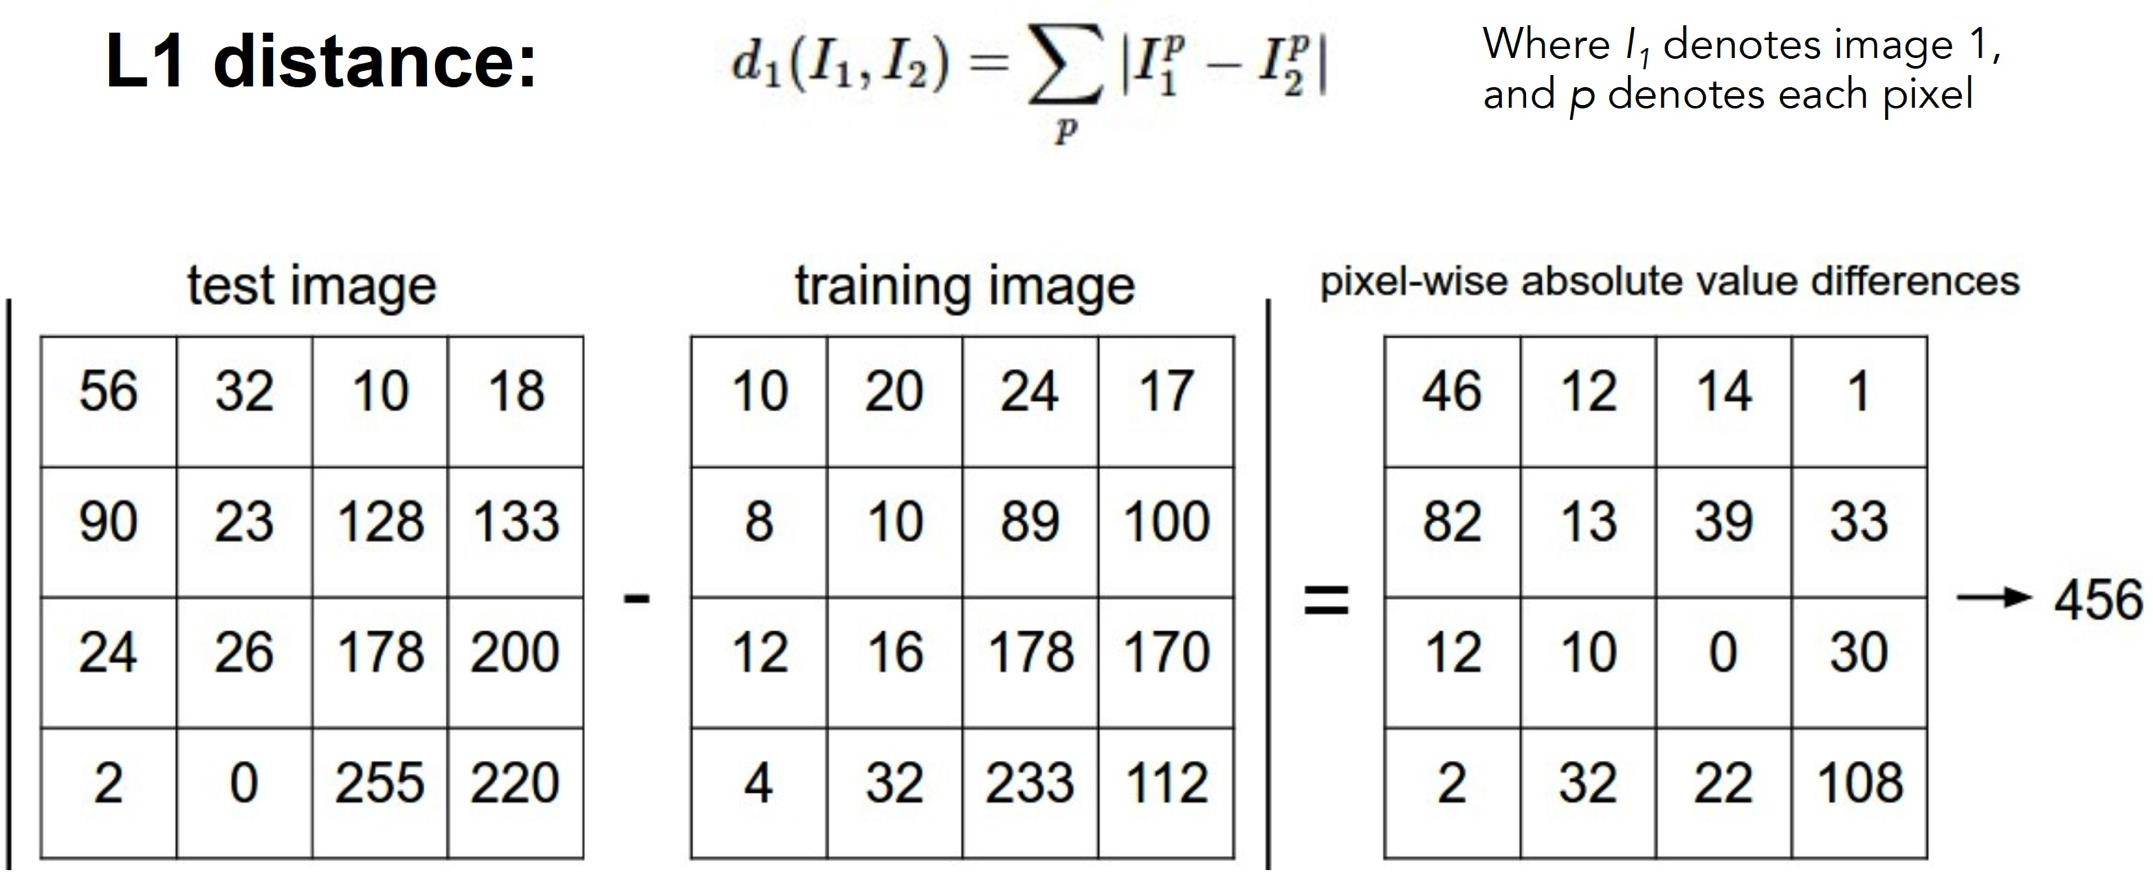 L1 distance:
d₁(I₁, I₂) = ∑ₚ |I₁ᵖ − I₂ᵖ|
Where I₁ denotes image 1,
and p denotes each pixel
test image
56 32 10 18
90 23 128 133
24 26 178 200
2 0 255 220
-
training image
10 20 24 17
8 10 89 100
12 16 178 170
4 32 233 112
=
pixel-wise absolute value differences
46 12 14 1
82 13 39 33
12 10 0 30
2 32 22 108
→ 456